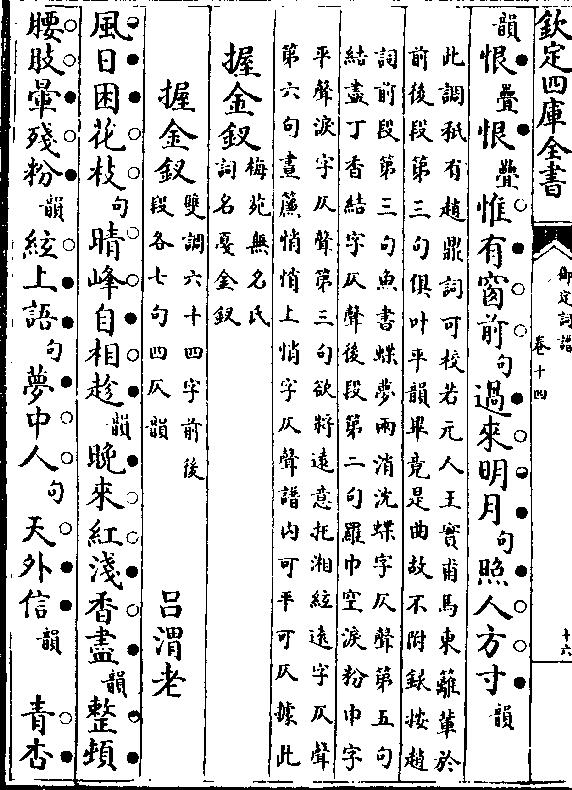 欽定四庫全書
御定詞譜
卷十四
十六
韻恨疊恨疊惟有窗前句過來明月句照人方寸韻
此調祇有趙鼎詞可校若元人王實甫馬東籬輩於
前後段第三句俱叶平韻畢竟是曲故不附錄按趙
詞前段第三句魚書蝶夢兩消沈蝶字仄聲第五句
結盡丁香結字仄聲後段第二句羅巾空淚粉巾字
平聲淚字仄聲第三句欲將遠意托湘絃遠字仄聲
第六句畫簾悄悄上悄字仄聲譜内可平可仄據此
握金釵梅苑無名氏
詞名戛金釵
握金釵雙調六十四字前後
段各七句四仄韻 呂渭老
風日困花枝句晴峰自相趁韻晩來紅淺香盡韻整頓
腰肢暈殘粉韻絃上語句夢中人句天外信韻 青杏